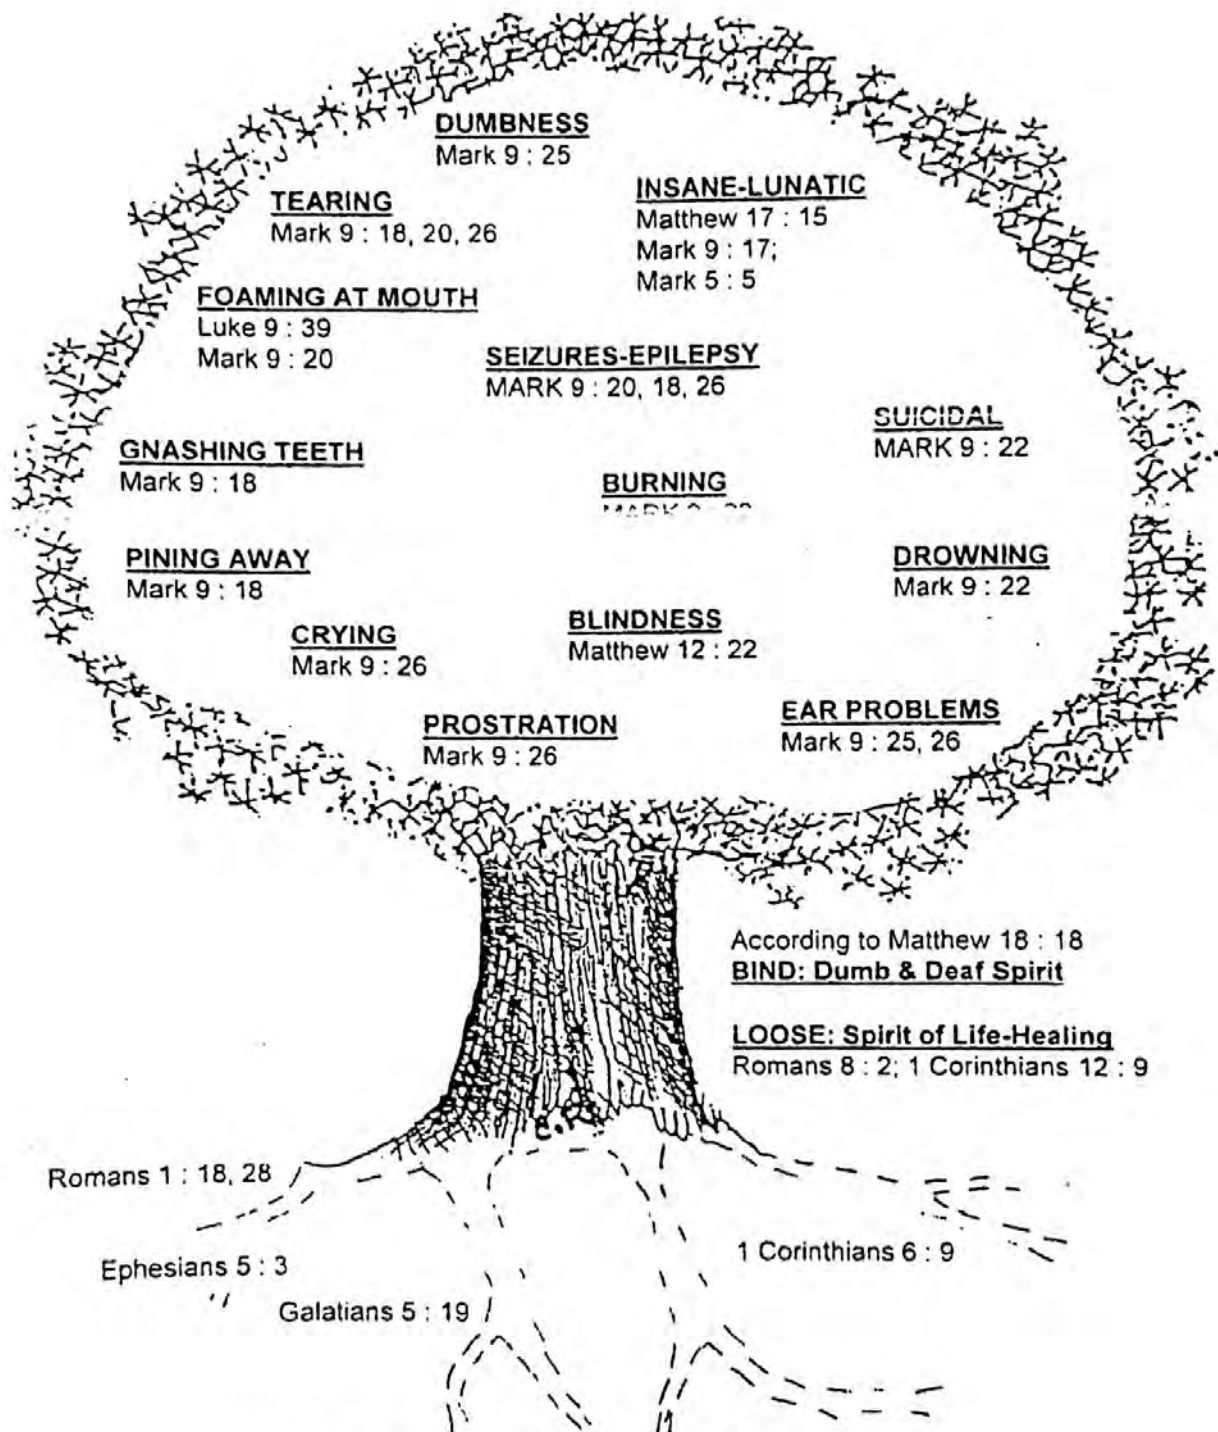 DUMBNESS
Mark 9 : 25
INSANE-LUNATIC
Matthew 17 : 15
Mark 9 : 17;
Mark 5 : 5
TEARING
Mark 9 : 18, 20, 26
FOAMING AT MOUTH
Luke 9 : 39
Mark 9 : 20
SEIZURES-EPILEPSY
MARK 9 : 20, 18, 26
SUICIDAL
MARK 9 : 22
GNASHING TEETH
Mark 9 : 18
BURNING
PINING AWAY
Mark 9 : 18
DROWNING
Mark 9 : 22
CRYING
Mark 9 : 26
BLINDNESS
Matthew 12 : 22
PROSTRATION
Mark 9 : 26
EAR PROBLEMS
Mark 9 : 25, 26
According to Matthew 18 : 18
BIND: Dumb & Deaf Spirit
LOOSE: Spirit of Life-Healing
Romans 8 : 2; 1 Corinthians 12 : 9
Romans 1 : 18, 28
Ephesians 5 : 3
1 Corinthians 6 : 9
Galatians 5 : 19